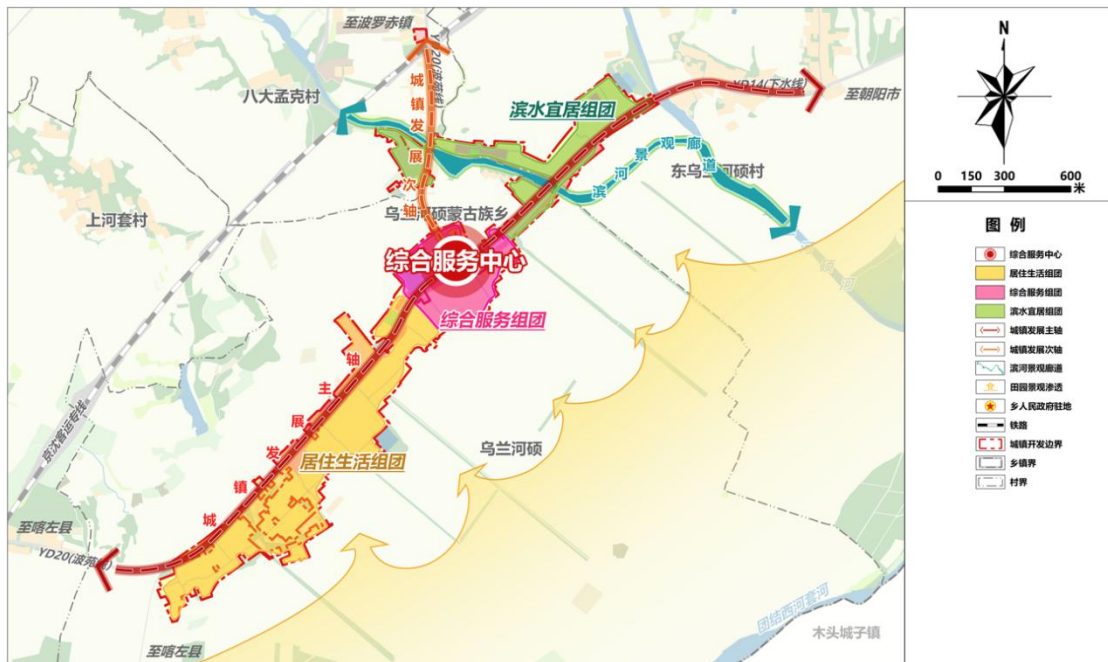 至波罗赤镇
YD20(波苑线)
八大孟克村
城镇发展次轴
滨水宜居组团
YD14(下水线)
至朝阳市
滨河景观廊道
东乌兰河硕村
上河套村
乌兰河硕蒙古族乡
综合服务中心
综合服务组团
城镇发展主轴
京沈客运专线
居住生活组团
乌兰河硕
至喀左县
YD20(波苑线)
至喀左县
团结西河套河
木头城子镇
N
0 150 300 600
米
图 例
综合服务中心
居住生活组团
综合服务组团
滨水宜居组团
城镇发展主轴
城镇发展次轴
滨河景观廊道
田园景观渗透
乡人民政府驻地
铁路
城镇开发边界
乡镇界
村界